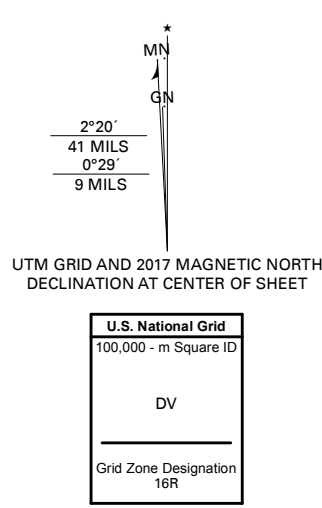 ★
MN
GN
2°20´
41 MILS
0°29´
9 MILS
UTM GRID AND 2017 MAGNETIC NORTH
DECLINATION AT CENTER OF SHEET
U.S. National Grid
100,000 - m Square ID
DV
Grid Zone Designation
16R